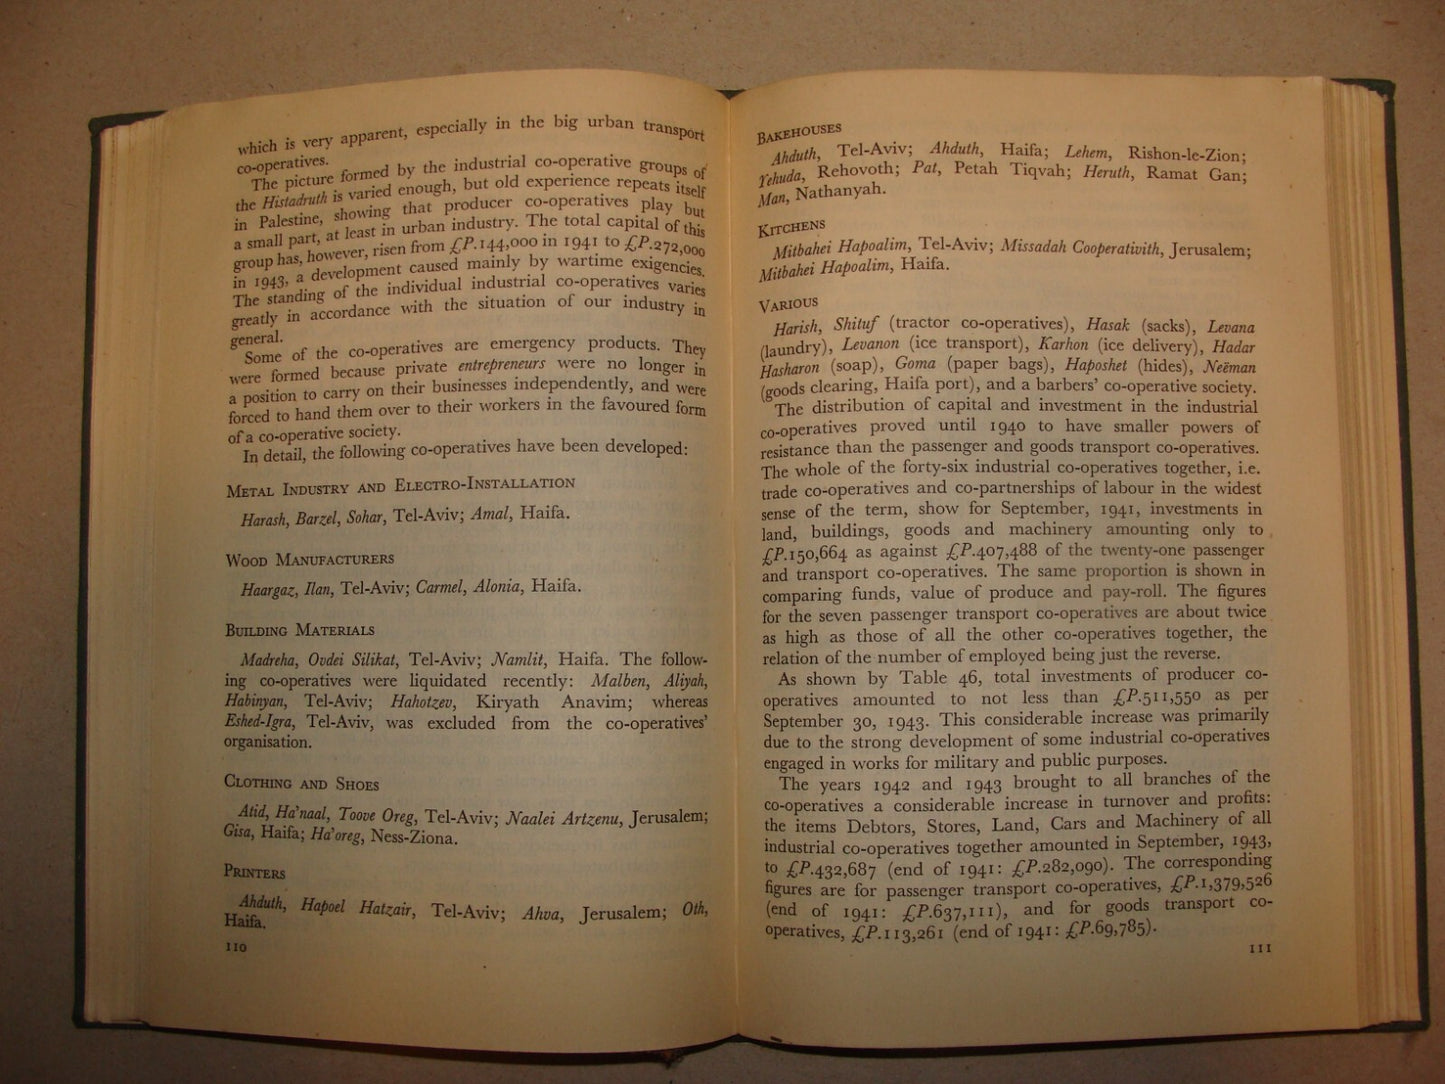 which is very apparent, especially in the big urban transport
co-operatives.
The picture formed by the industrial co-operative groups of
the Histadruth is varied enough, but old experience repeats itself
in Palestine, showing that producer co-operatives play but
a small part, at least in urban industry. The total capital of this
group has, however, risen from £P.144,000 in 1941 to £P.272,000
in 1943, a development caused mainly by wartime exigencies.
The standing of the individual industrial co-operatives varies
greatly in accordance with the situation of our industry in
general.
Some of the co-operatives are emergency products. They
were formed because private entrepreneurs were no longer in
a position to carry on their businesses independently, and were
forced to hand them over to their workers in the favoured form
of a co-operative society.
In detail, the following co-operatives have been developed:
METAL INDUSTRY AND ELECTRO-INSTALLATION
Harash, Barzel, Sohar, Tel-Aviv; Amal, Haifa.
WOOD MANUFACTURERS
Haargaz, Ilan, Tel-Aviv; Carmel, Alonia, Haifa.
BUILDING MATERIALS
Madreha, Ovdei Silikat, Tel-Aviv; Namlit, Haifa. The follow-
ing co-operatives were liquidated recently: Malben, Aliyah,
Habinyan, Tel-Aviv; Hahotzev, Kiryath Anavim; whereas
Eshed-Igra, Tel-Aviv, was excluded from the co-operatives'
organisation.
CLOTHING AND SHOES
Atid, Ha'naal, Toove Oreg, Tel-Aviv; Naalei Artzenu, Jerusalem;
Gisa, Haifa; Ha'oreg, Ness-Ziona.
PRINTERS
Ahduth, Hapoel Hatzair, Tel-Aviv; Ahva, Jerusalem; Oth,
Haifa.
110
BAKEHOUSES
Ahduth, Tel-Aviv; Ahduth, Haifa; Lehem, Rishon-le-Zion;
Yehuda, Rehovoth; Pat, Petah Tiqvah; Heruth, Ramat Gan;
Man, Nathanyah.
KITCHENS
Mitbahei Hapoalim, Tel-Aviv; Missadah Cooperativith, Jerusalem;
Mitbahei Hapoalim, Haifa.
VARIOUS
Harish, Shituf (tractor co-operatives), Hasak (sacks), Levana
(laundry), Levanon (ice transport), Karhon (ice delivery), Hadar
Hasharon (soap), Goma (paper bags), Haposhet (hides), Neëman
(goods clearing, Haifa port), and a barbers' co-operative society.
The distribution of capital and investment in the industrial
co-operatives proved until 1940 to have smaller powers of
resistance than the passenger and goods transport co-operatives.
The whole of the forty-six industrial co-operatives together, i.e.
trade co-operatives and co-partnerships of labour in the widest
sense of the term, show for September, 1941, investments in
land, buildings, goods and machinery amounting only to
£P.150,664 as against £P.407,488 of the twenty-one passenger
and transport co-operatives. The same proportion is shown in
comparing funds, value of produce and pay-roll. The figures
for the seven passenger transport co-operatives are about twice
as high as those of all the other co-operatives together, the
relation of the number of employed being just the reverse.
As shown by Table 46, total investments of producer co-
operatives amounted to not less than £P.511,550 as per
September 30, 1943. This considerable increase was primarily
due to the strong development of some industrial co-operatives
engaged in works for military and public purposes.
The years 1942 and 1943 brought to all branches of the
co-operatives a considerable increase in turnover and profits:
the items Debtors, Stores, Land, Cars and Machinery of all
industrial co-operatives together amounted in September, 1943,
to £P.432,687 (end of 1941: £P.282,090). The corresponding
figures are for passenger transport co-operatives, £P.1,379,526
(end of 1941: £P.637,111), and for goods transport co-
operatives, £P.113,261 (end of 1941: £P.69,785).
111